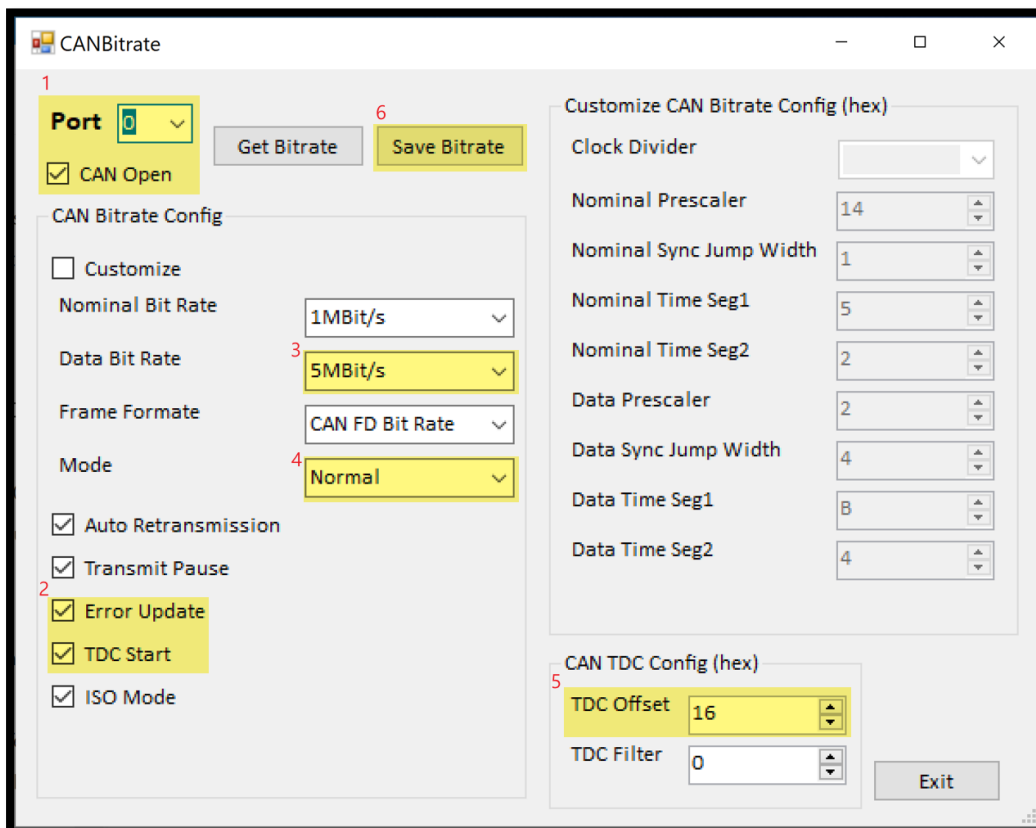 CANBitrate
1
Port 0
6
Get Bitrate
Save Bitrate
CAN Open
CAN Bitrate Config
Customize
Nominal Bit Rate
1MBit/s
Data Bit Rate
3
5MBit/s
Frame Formate
CAN FD Bit Rate
Mode
4
Normal
Auto Retransmission
Transmit Pause
2
Error Update
TDC Start
ISO Mode
Customize CAN Bitrate Config (hex)
Clock Divider
Nominal Prescaler
14
Nominal Sync Jump Width
1
Nominal Time Seg1
5
Nominal Time Seg2
2
Data Prescaler
2
Data Sync Jump Width
4
Data Time Seg1
B
Data Time Seg2
4
CAN TDC Config (hex)
5
TDC Offset
16
TDC Filter
0
Exit